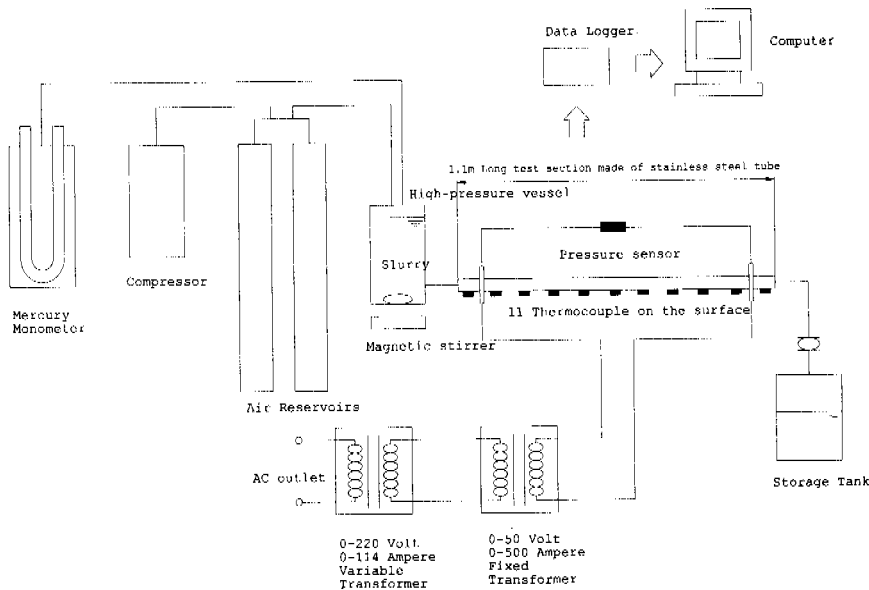 Data Logger
Computer
1.1m Long test section made of stainless steel tube
High-pressure vessel
Pressure sensor
Slurry
Compressor
11 Thermocouple on the surface
Mercury
Monometer
Magnetic stirrer
Air Reservoirs
AC outlet
Storage Tank
0-220 Volt
0-114 Ampere
Variable
Transformer
0-50 Volt
0-500 Ampere
Fixed
Transformer